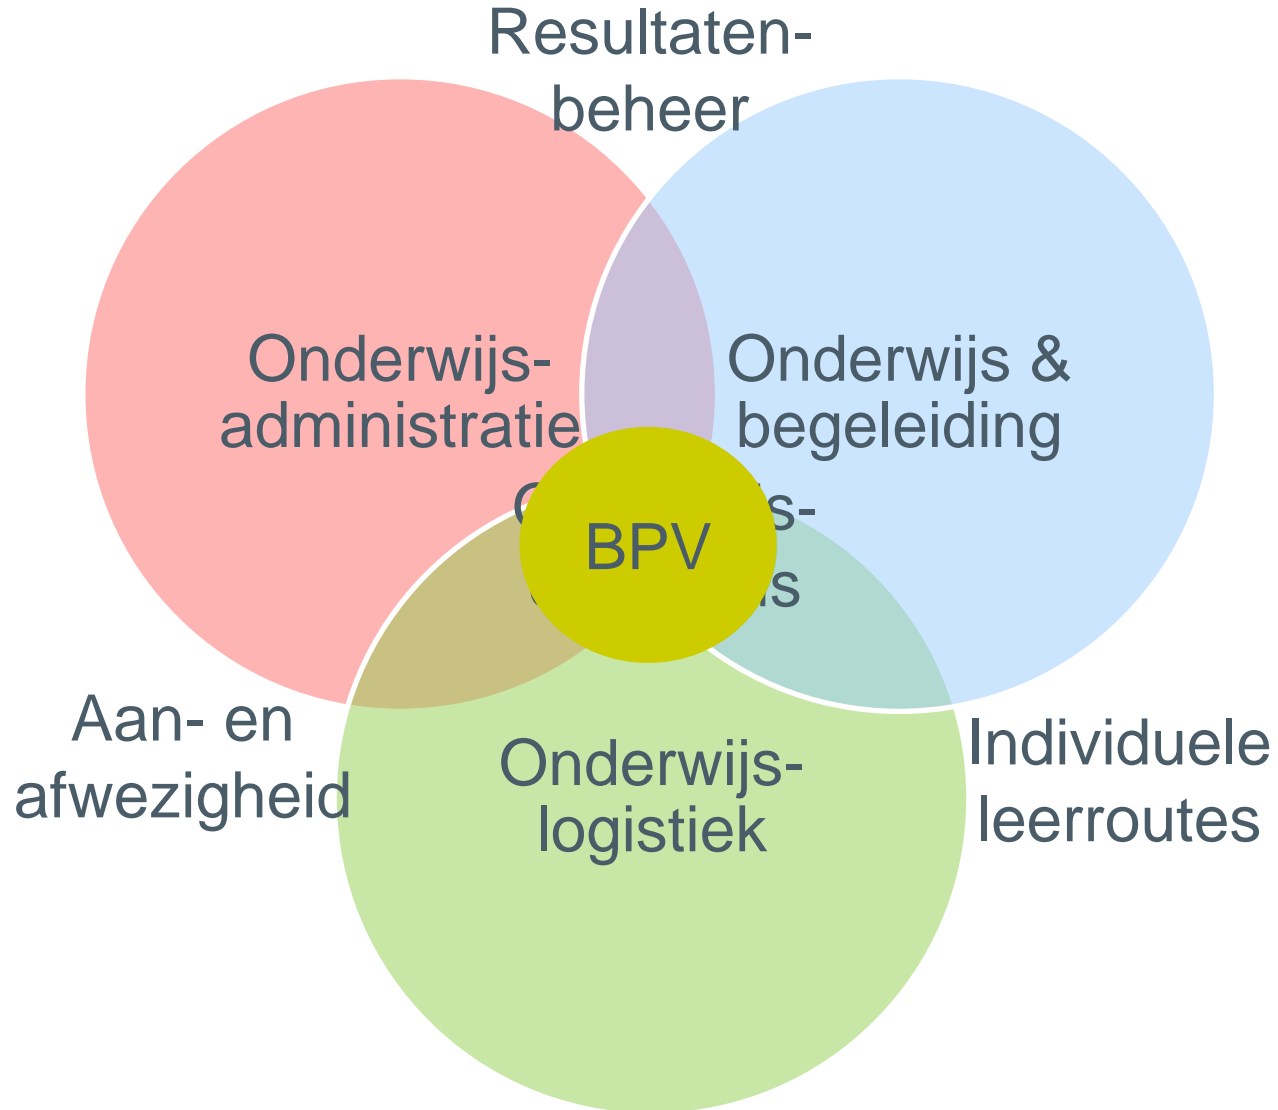 Resultaten-
beheer
Onderwijs-
administratie
Onderwijs &
begeleiding
BPV
Aan- en
afwezigheid
Onderwijs-
logistiek
Individuele
leerroutes